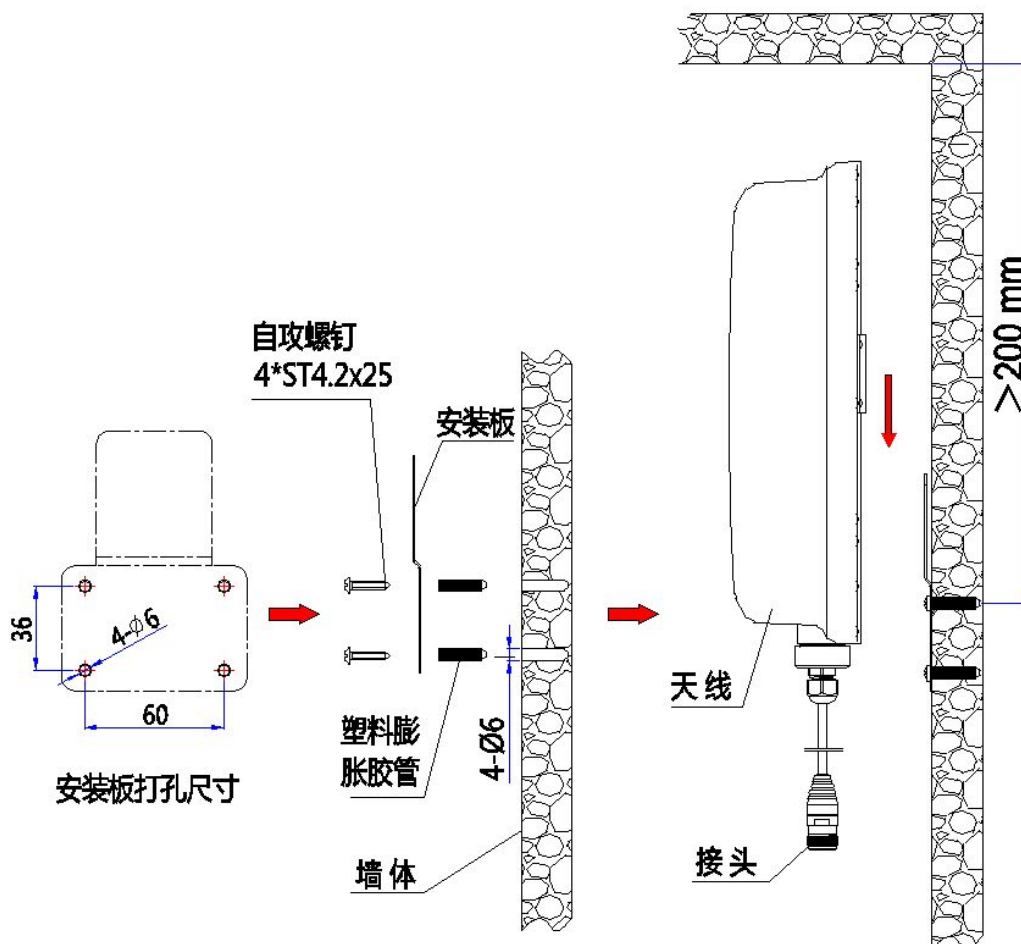 自攻螺钉
4*ST4.2x25
安装板
36
4-ϕ6
60
安装板打孔尺寸
塑料膨
胀胶管
4-Ø6
墙体
天线
接头
>200 mm